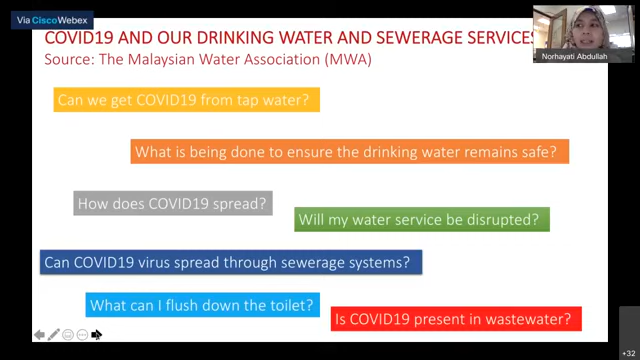 Via CiscoWebex
COVID19 AND OUR DRINKING WATER AND SEWERAGE SERVICES
Source: The Malaysian Water Association (MWA)
Norhayati Abdullah
Can we get COVID19 from tap water?
What is being done to ensure the drinking water remains safe?
How does COVID19 spread?
Will my water service be disrupted?
Can COVID19 virus spread through sewerage systems?
What can I flush down the toilet?
Is COVID19 present in wastewater?
+32